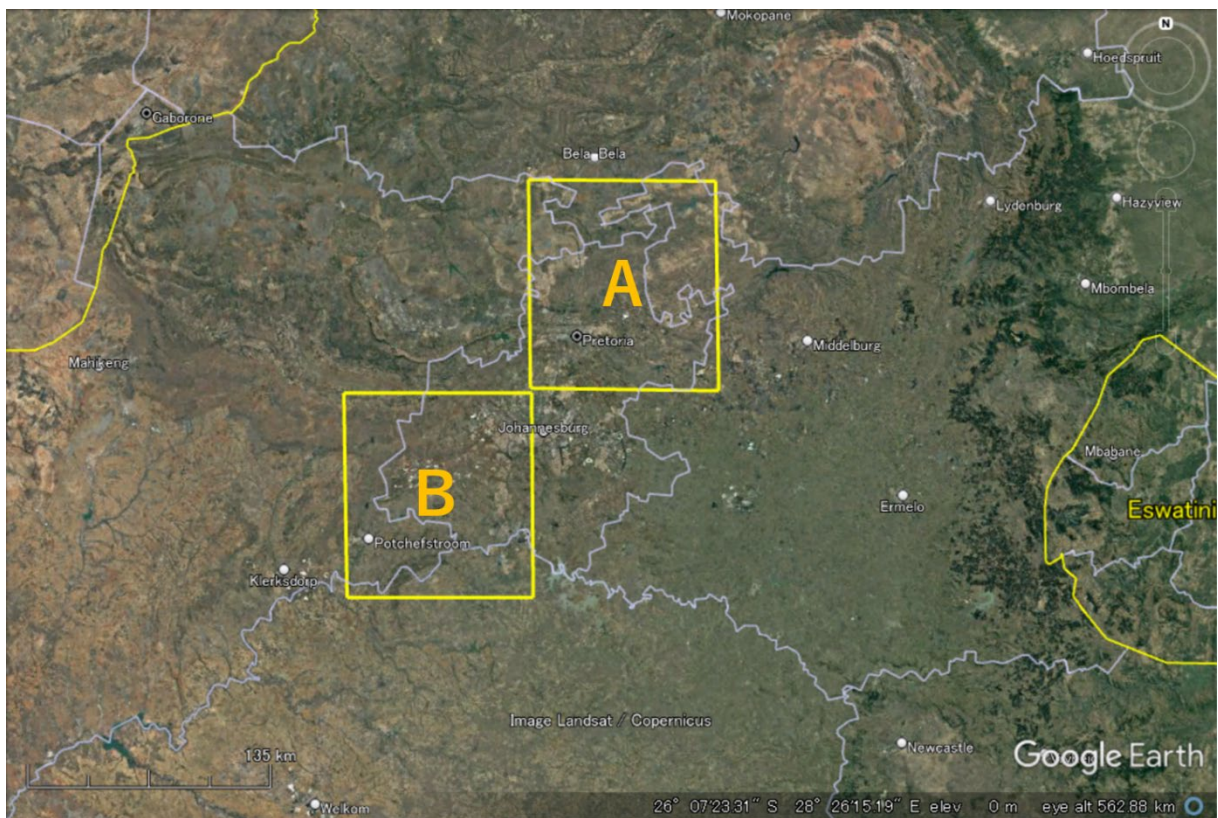 Mokopane
N
Hoedspruit
Gaborone
Bela-Bela
Lydenburg
Hazyview
A
Mbombela
Pretoria
Middelburg
Mahikeng
Johannesburg
Mbabane
B
Ermelo
Eswatini
Potchefstroom
Klerksdorp
Image Landsat / Copernicus
135 km
Newcastle
Google Earth
Welkom
26° 07'23.31" S 28° 26'15.19" E elev 0 m eye alt 562.88 km